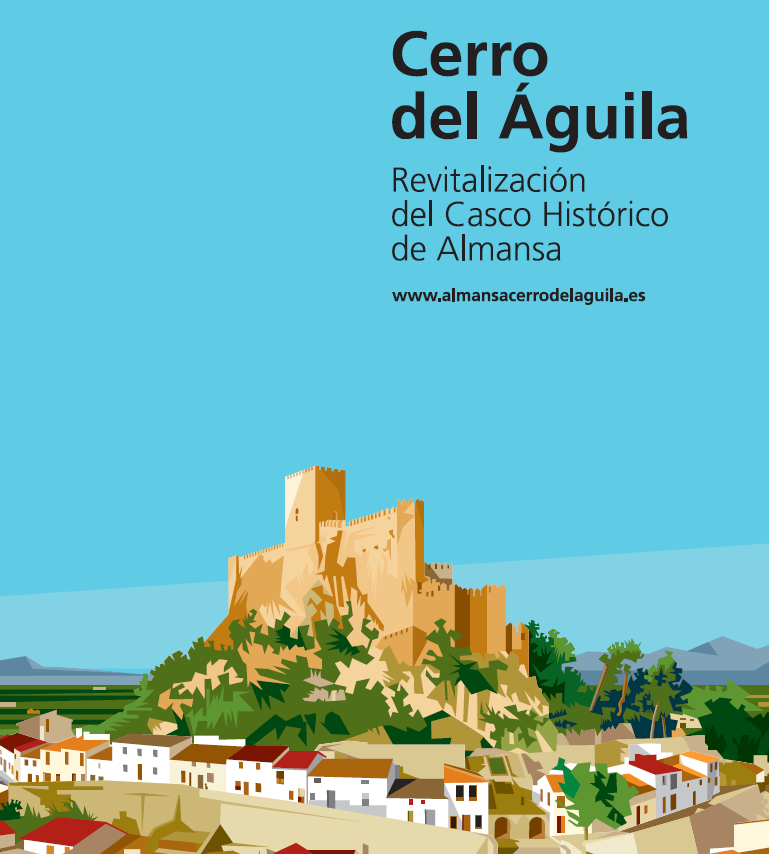 Cerro
del Águila
Revitalización
del Casco Histórico
de Almansa
www.almansacerrodelaguila.es